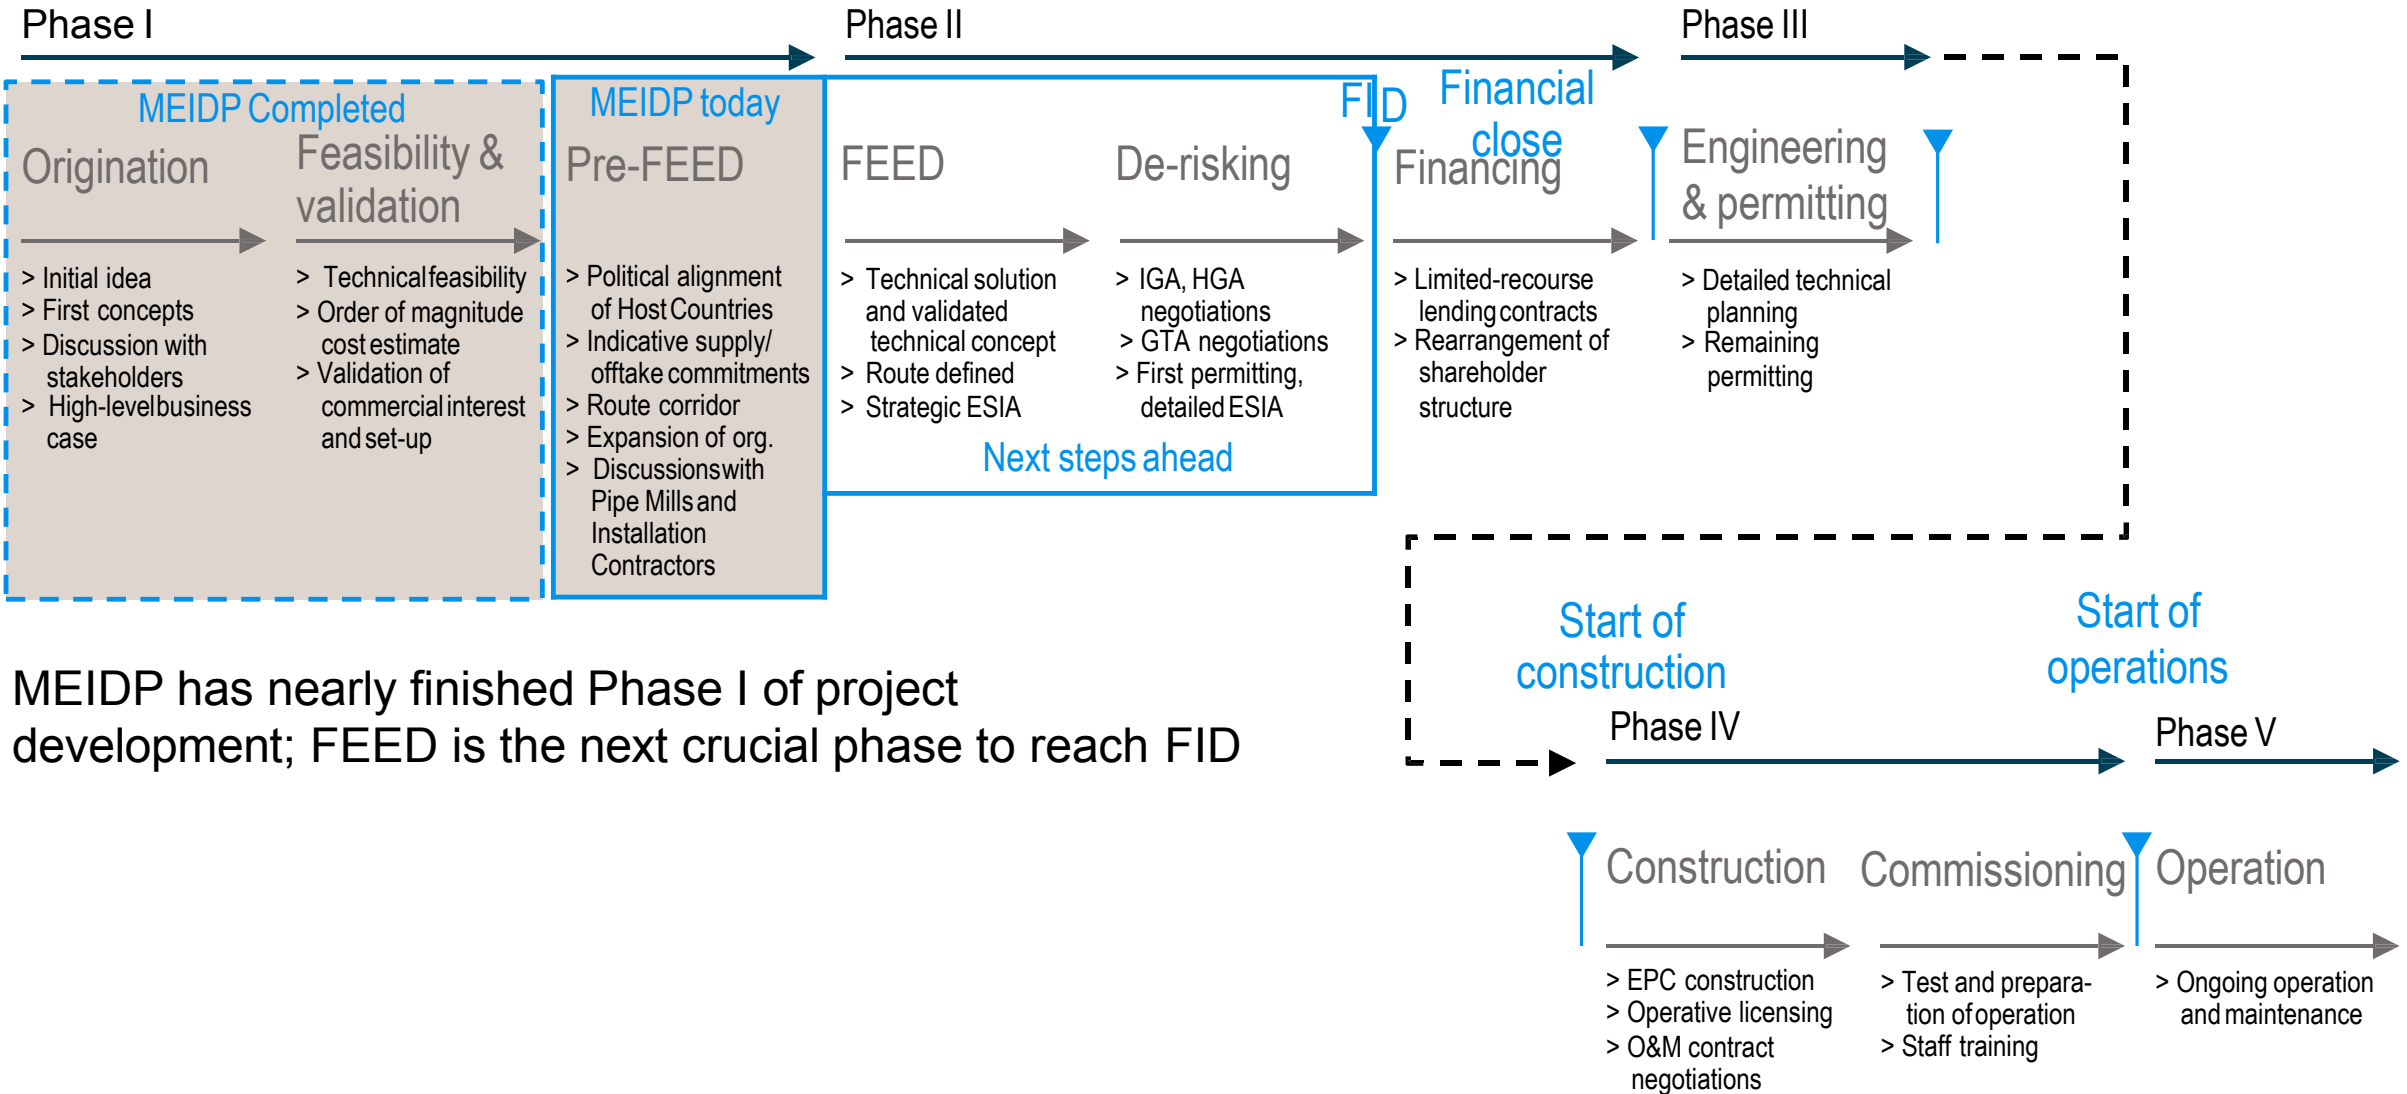 Phase I
Phase II
Phase III
MEIDP Completed
MEIDP today
FID
Financial
close
Origination
Feasibility &
validation
Pre-FEED
FEED
De-risking
Financing
Engineering
& permitting
> Initial idea
> First concepts
> Discussion with
stakeholders
> High-level business
case
> Technical feasibility
> Order of magnitude
cost estimate
> Validation of
commercial interest
and set-up
> Political alignment
of Host Countries
> Indicative supply/
offtake commitments
> Route corridor
> Expansion of org.
> Discussions with
Pipe Mills and
Installation
Contractors
> Technical solution
and validated
technical concept
> Route defined
> Strategic ESIA
> IGA, HGA
negotiations
> GTA negotiations
> First permitting,
detailed ESIA
Next steps ahead
> Limited-recourse
lending contracts
> Rearrangement of
shareholder
structure
> Detailed technical
planning
> Remaining
permitting
MEIDP has nearly finished Phase I of project
development; FEED is the next crucial phase to reach FID
Start of
construction
Start of
operations
Phase IV
Phase V
Construction
Commissioning
Operation
> EPC construction
> Operative licensing
> O&M contract
negotiations
> Test and prepara-
tion of operation
> Staff training
> Ongoing operation
and maintenance